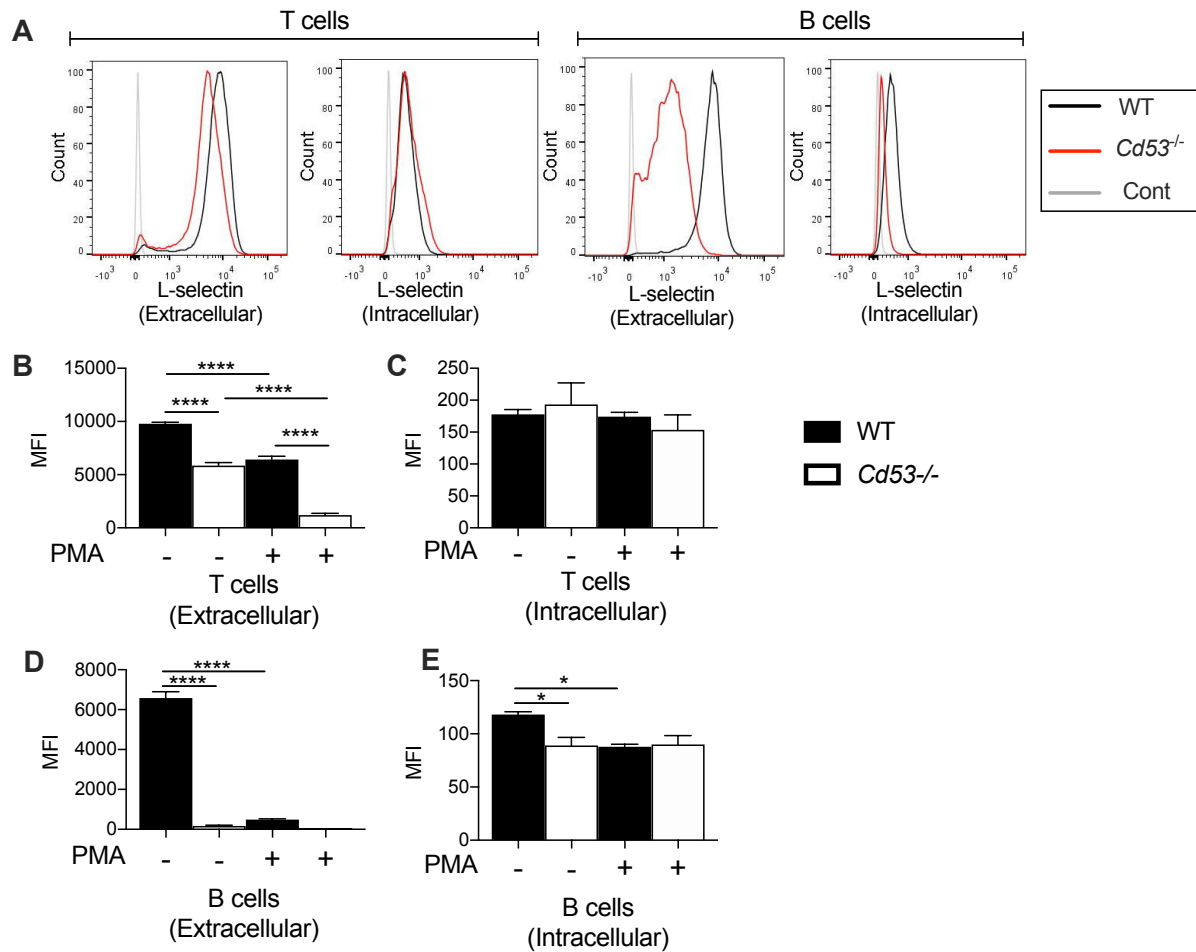 A
T cells
B cells
100
80
60
40
20
0
Count
-10³ 0 10³ 10⁴ 10⁵
L-selectin
(Extracellular)
100
80
60
40
20
0
Count
-10³ 0 10³ 10⁴ 10⁵
L-selectin
(Intracellular)
100
80
60
40
20
0
Count
-10³ 0 10³ 10⁴ 10⁵
L-selectin
(Extracellular)
100
80
60
40
20
0
Count
-10³ 0 10³ 10⁴ 10⁵
L-selectin
(Intracellular)
WT
Cd53⁻/⁻
Cont
B
15000
10000
5000
0
MFI
****
**** ****
****
PMA - - + +
T cells
(Extracellular)
C
250
200
150
100
50
0
MFI
PMA - - + +
T cells
(Intracellular)
WT
Cd53-/-
D
8000
6000
4000
2000
0
MFI
****
****
PMA - - + +
B cells
(Extracellular)
E
150
100
50
0
MFI
*
*
PMA - - + +
B cells
(Intracellular)